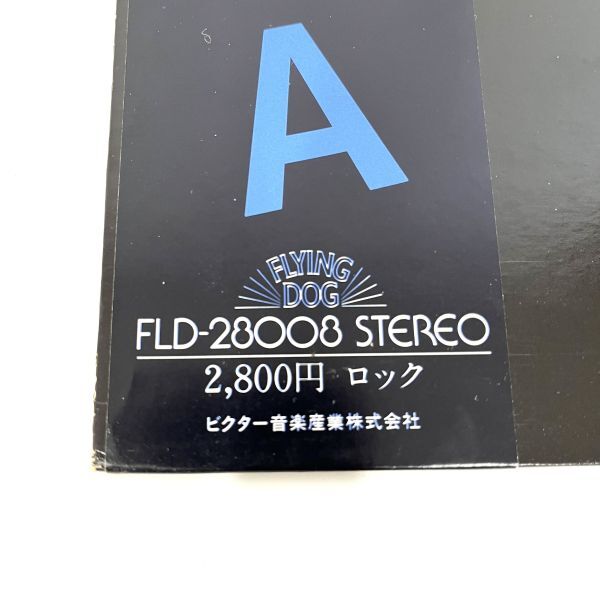 A
FLYING
DOG
FLD-28008 STEREO
2,800円 ロック
ビクター音楽産業株式会社